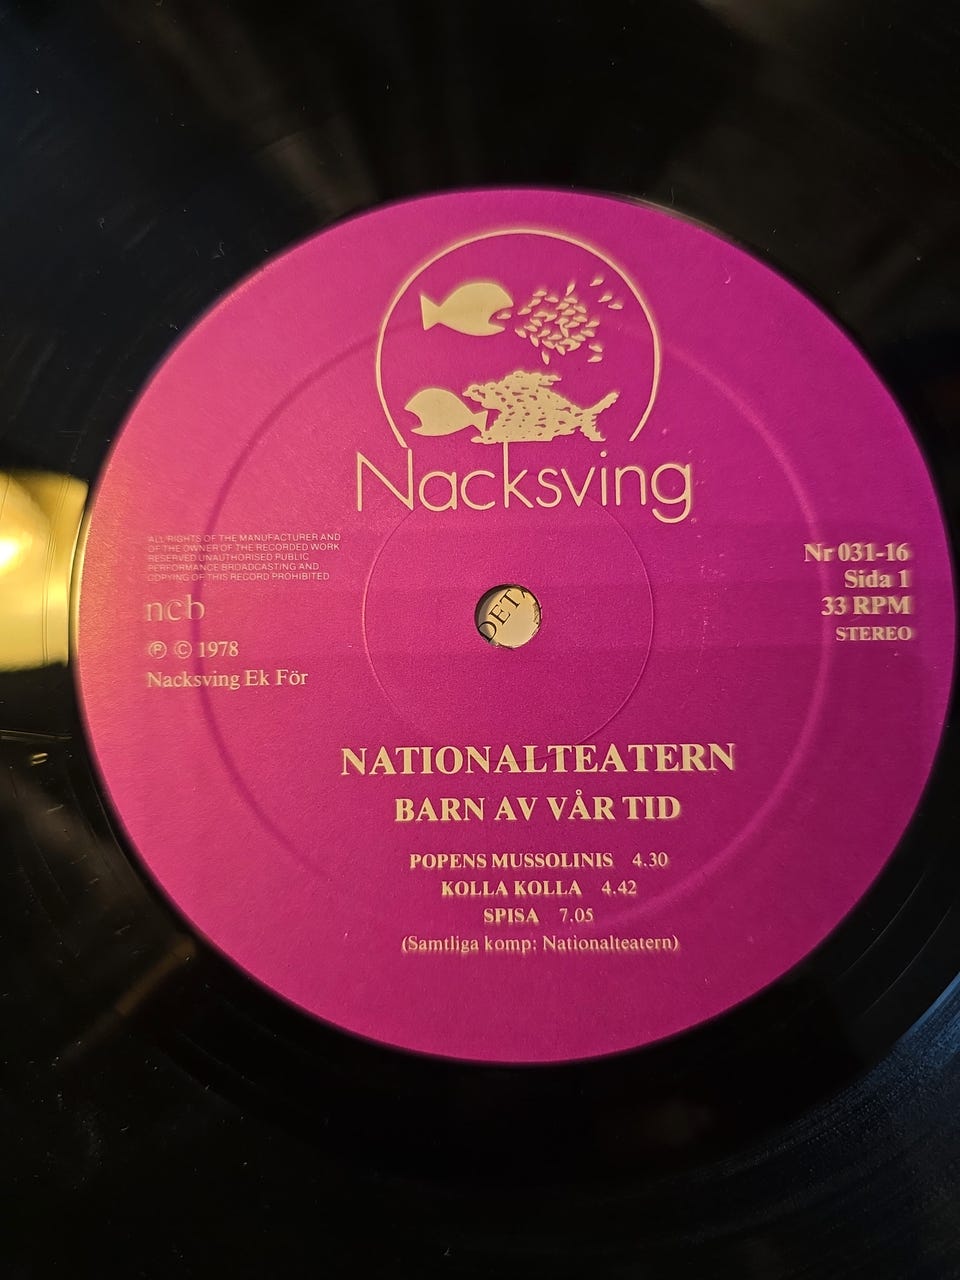 Nacksving
ALL RIGHTS OF THE MANUFACTURER AND
OF THE OWNER OF THE RECORDED WORK
RESERVED UNAUTHORISED PUBLIC
PERFORMANCE BROADCASTING AND
COPYING OF THIS RECORD PROHIBITED
ncb
Ⓟ © 1978
Nacksving Ek För
Nr 031-16
Sida 1
33 RPM
STEREO
DET
NATIONALTEATERN
BARN AV VÅR TID
POPENS MUSSOLINIS 4.30
KOLLA KOLLA 4.42
SPISA 7.05
(Samtliga komp: Nationalteatern)